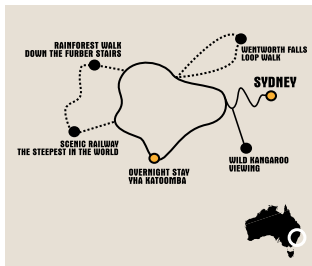 RAINFOREST WALK
DOWN THE FURBER STAIRS
WENTWORTH FALLS
LOOP WALK
SYDNEY
SCENIC RAILWAY
THE STEEPEST IN THE WORLD
WILD KANGAROO
VIEWING
OVERNIGHT STAY
YHA KATOOMBA